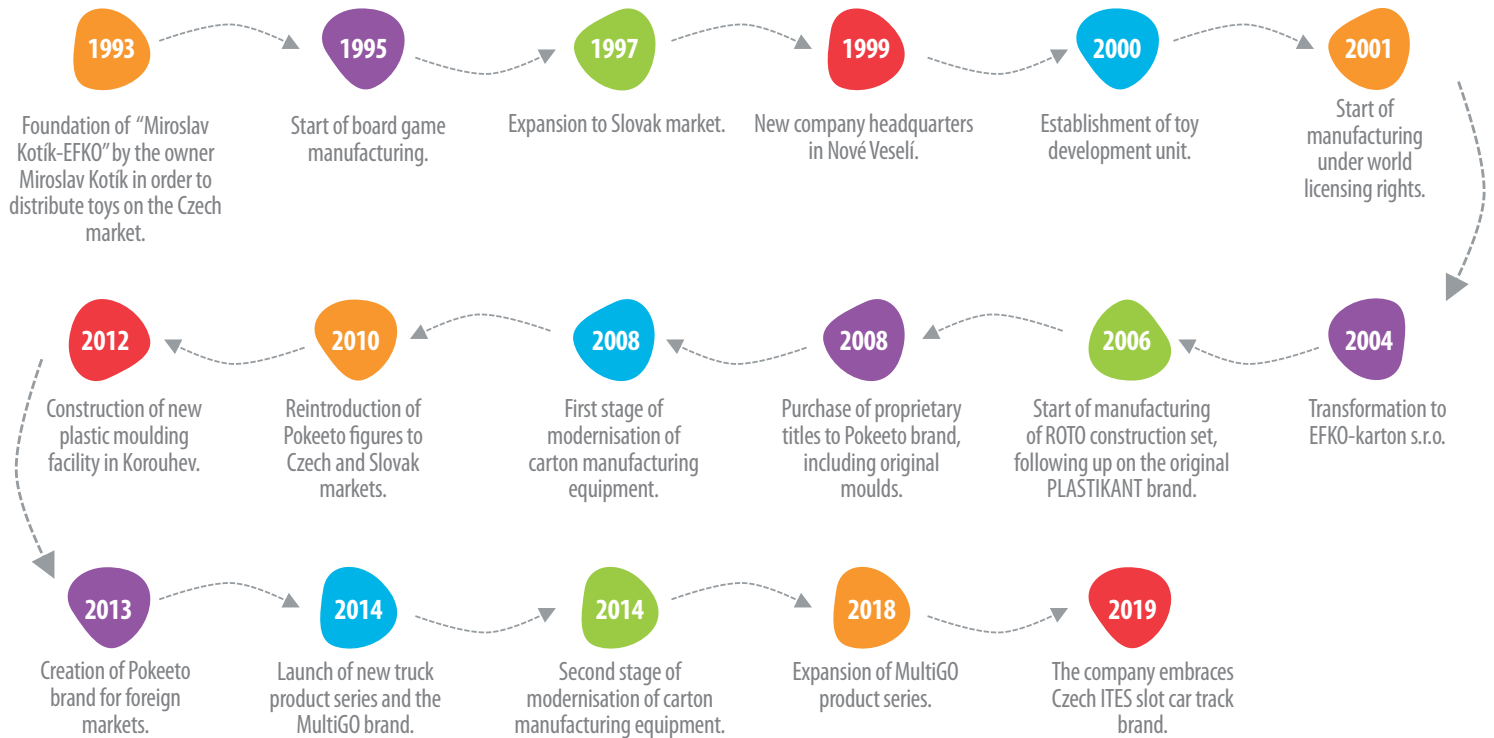 1993
Foundation of “Miroslav
Kotík-EFKO” by the owner
Miroslav Kotík in order to
distribute toys on the Czech
market.
1995
Start of board game
manufacturing.
1997
Expansion to Slovak market.
1999
New company headquarters
in Nové Veselí.
2000
Establishment of toy
development unit.
2001
Start of
manufacturing
under world
licensing rights.
2004
Transformation to
EFKO-karton s.r.o.
2006
Start of manufacturing
of ROTO construction set,
following up on the original
PLASTIKANT brand.
2008
Purchase of proprietary
titles to Pokeeto brand,
including original
moulds.
2008
First stage of
modernisation of
carton manufacturing
equipment.
2010
Reintroduction of
Pokeeto figures to
Czech and Slovak
markets.
2012
Construction of new
plastic moulding
facility in Korouhev.
2013
Creation of Pokeeto
brand for foreign
markets.
2014
Launch of new truck
product series and the
MultiGO brand.
2014
Second stage of
modernisation of carton
manufacturing equipment.
2018
Expansion of MultiGO
product series.
2019
The company embraces
Czech ITES slot car track
brand.